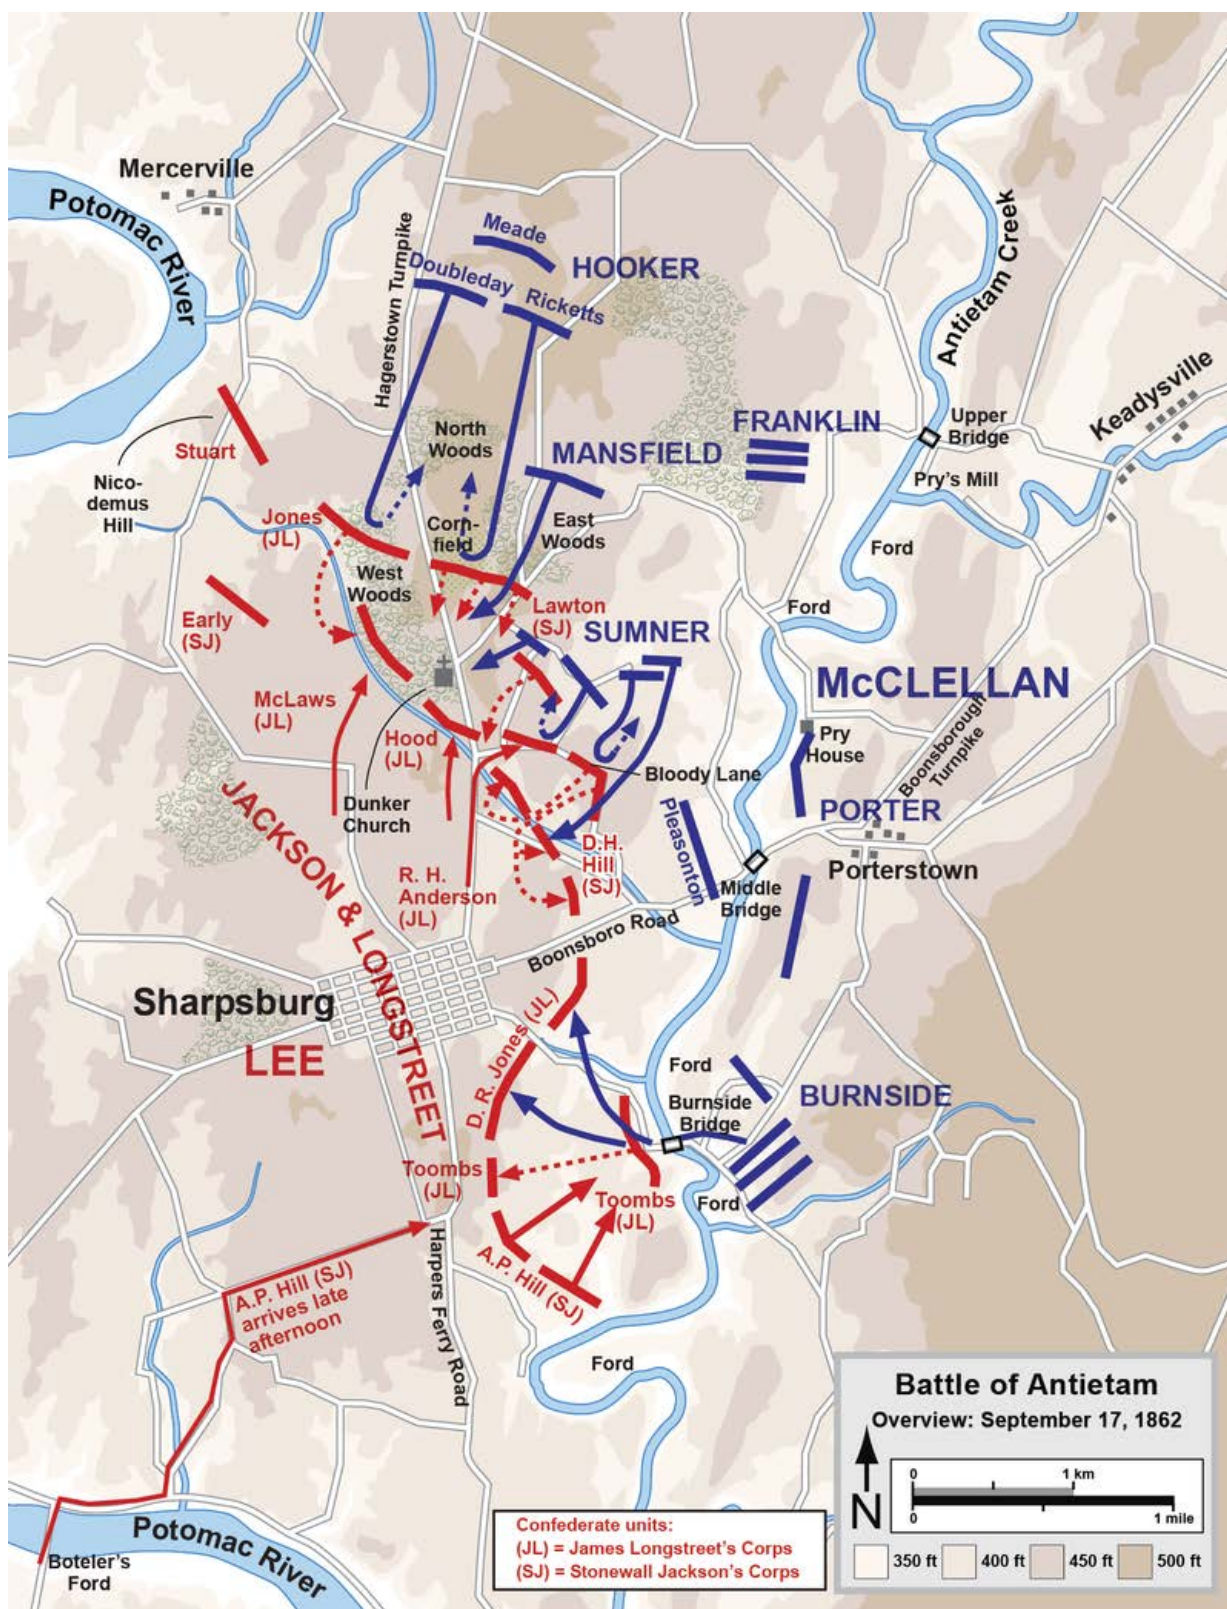 Mercerville
Potomac River
Hagerstown Turnpike
Meade
HOOKER
Doubleday
Ricketts
Antietam Creek
Keadysville
Upper
Bridge
Pry's Mill
FRANKLIN
North
Woods
MANSFIELD
Stuart
Nico-
demus
Hill
Jones
(JL)
Corn-
field
East
Woods
Ford
West
Woods
Ford
Early
(SJ)
Lawton
(SJ)
SUMNER
McCLELLAN
McLaws
(JL)
Hood
(JL)
Pry
House
Boonsborough
Turnpike
Bloody Lane
Dunker
Church
PORTER
Pleasonton
JACKSON & LONGSTREET
D.H.
Hill
(SJ)
R. H.
Anderson
(JL)
Porterstown
Middle
Bridge
Boonsboro Road
Sharpsburg
LEE
D. R. Jones (JL)
Ford
Burnside
Bridge
BURNSIDE
Toombs
(JL)
Toombs
(JL)
Ford
A.P. Hill (SJ)
Harpers Ferry Road
A.P. Hill (SJ)
arrives late
afternoon
Ford
Potomac River
Boteler's
Ford
Confederate units:
(JL) = James Longstreet's Corps
(SJ) = Stonewall Jackson's Corps
Battle of Antietam
Overview: September 17, 1862
N
0 1 km
0 1 mile
350 ft 400 ft 450 ft 500 ft